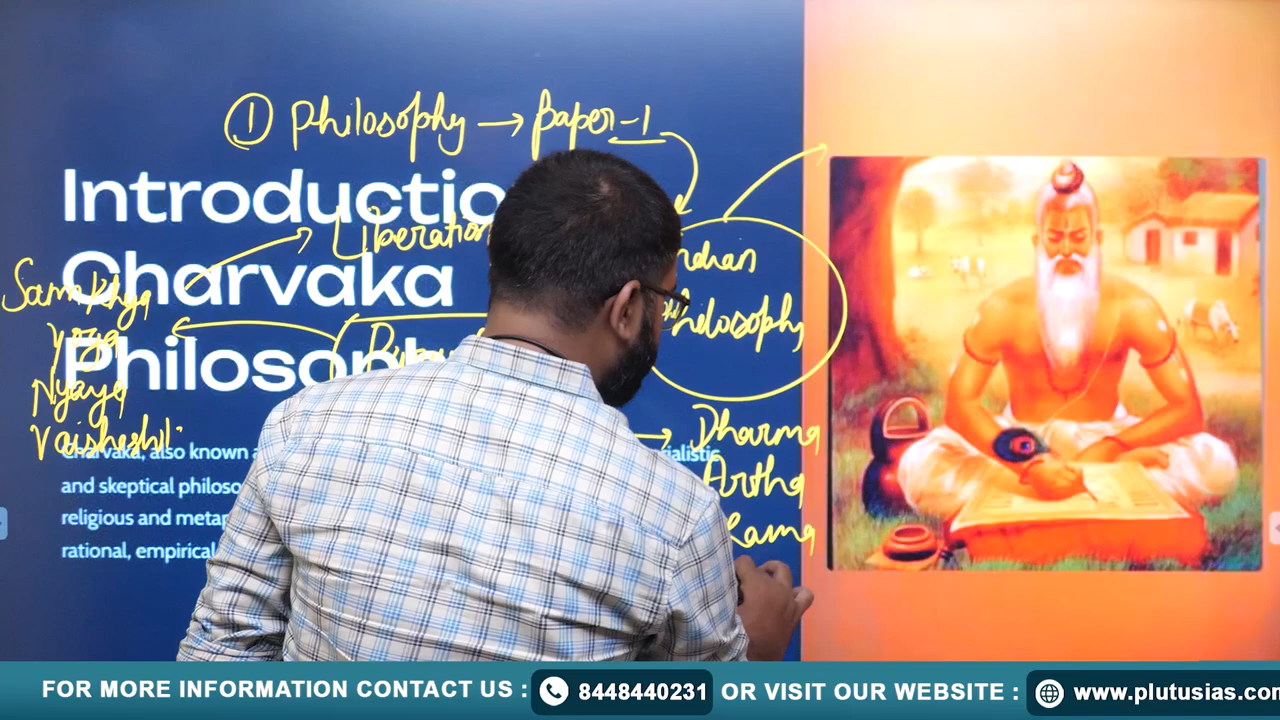 ① Philosophy → Paper-1
Introductio
Liberation
Charvaka
Samkhya
Yoga
Nyaya
Philosoph
ndian
hilosophy
Dharma
Artha
Kama
Charvaka, also known a
ialistic
and skeptical philoso
religious and metap
rational, empirical,
FOR MORE INFORMATION CONTACT US : 8448440231 OR VISIT OUR WEBSITE : www.plutusias.com